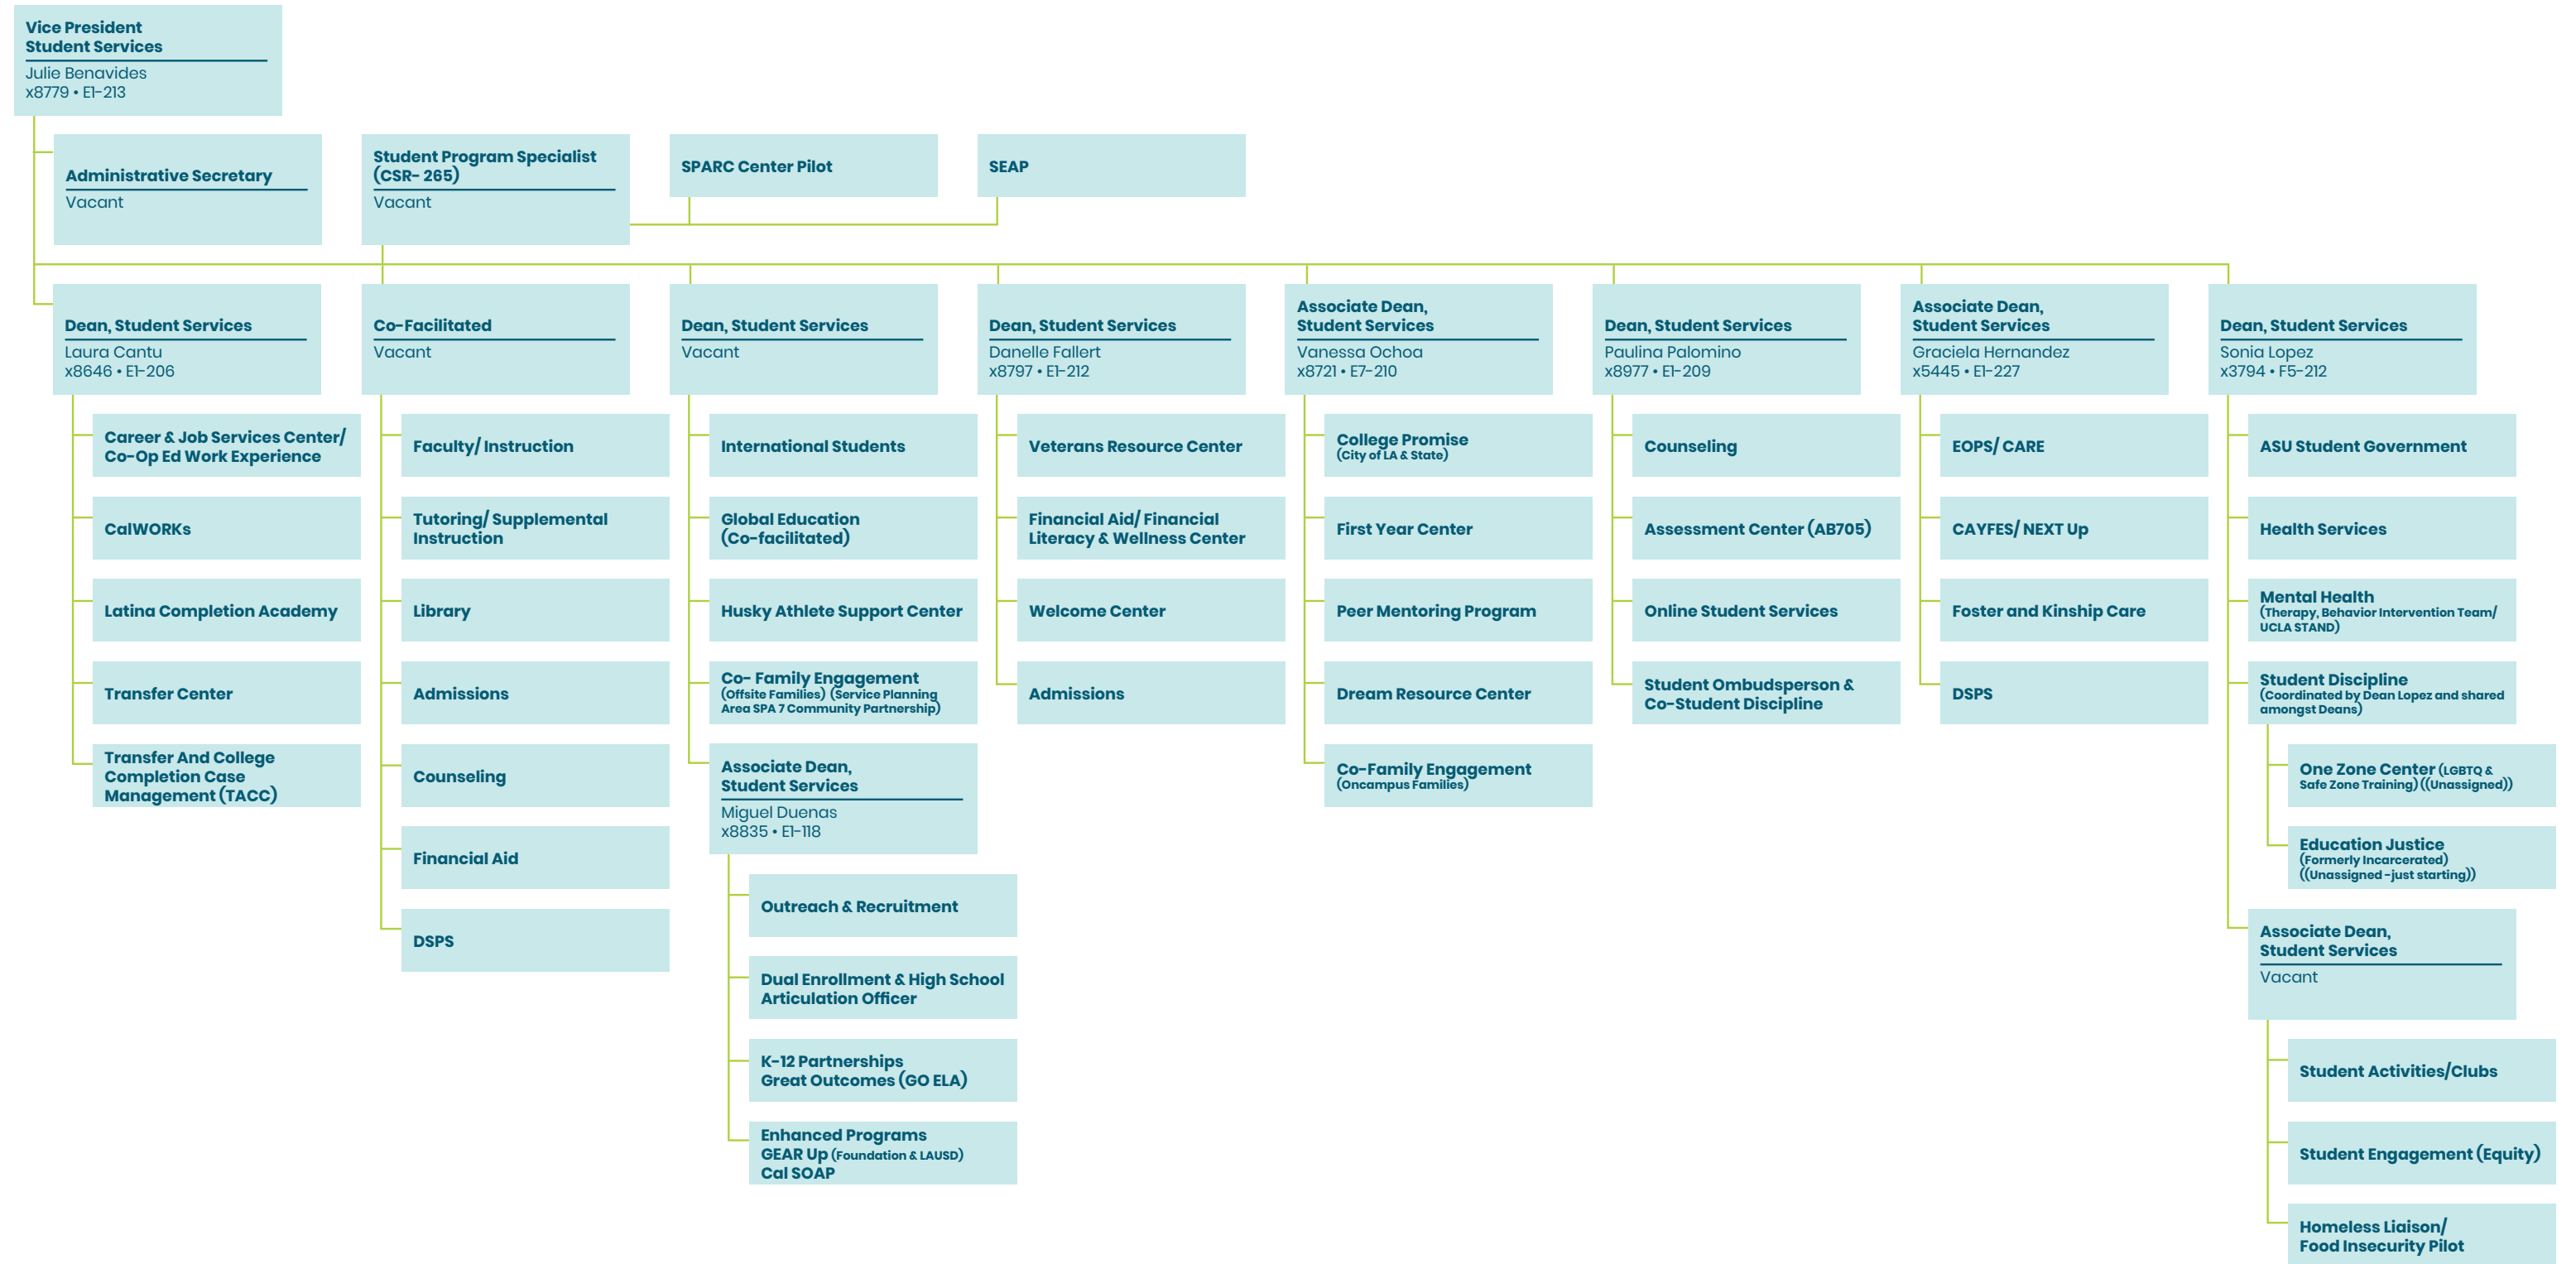 Vice President
Student Services
Julie Benavides
x8779 • E1-213
Administrative Secretary
Vacant
Student Program Specialist
(CSR- 265)
Vacant
SPARC Center Pilot
SEAP
Dean, Student Services
Laura Cantu
x8646 • E1-206
Career & Job Services Center/
Co-Op Ed Work Experience
CalWORKs
Latina Completion Academy
Transfer Center
Transfer And College
Completion Case
Management (TACC)
Co-Facilitated
Vacant
Faculty/ Instruction
Tutoring/ Supplemental
Instruction
Library
Admissions
Counseling
Financial Aid
DSPS
Dean, Student Services
Vacant
International Students
Global Education
(Co-facilitated)
Husky Athlete Support Center
Co- Family Engagement
(Offsite Families) (Service Planning
Area SPA 7 Community Partnership)
Associate Dean,
Student Services
Miguel Duenas
x8835 • E1-118
Outreach & Recruitment
Dual Enrollment & High School
Articulation Officer
K-12 Partnerships
Great Outcomes (GO ELA)
Enhanced Programs
GEAR Up (Foundation & LAUSD)
Cal SOAP
Dean, Student Services
Danelle Fallert
x8797 • E1-212
Veterans Resource Center
Financial Aid/ Financial
Literacy & Wellness Center
Welcome Center
Admissions
Associate Dean,
Student Services
Vanessa Ochoa
x8721 • E7-210
College Promise
(City of LA & State)
First Year Center
Peer Mentoring Program
Dream Resource Center
Co-Family Engagement
(Oncampus Families)
Dean, Student Services
Paulina Palomino
x8977 • E1-209
Counseling
Assessment Center (AB705)
Online Student Services
Student Ombudsperson &
Co-Student Discipline
Associate Dean,
Student Services
Graciela Hernandez
x5445 • E1-227
EOPS/ CARE
CAYFES/ NEXT Up
Foster and Kinship Care
DSPS
Dean, Student Services
Sonia Lopez
x3794 • F5-212
ASU Student Government
Health Services
Mental Health
(Therapy, Behavior Intervention Team/
UCLA STAND)
Student Discipline
(Coordinated by Dean Lopez and shared
amongst Deans)
One Zone Center (LGBTQ &
Safe Zone Training) ((Unassigned))
Education Justice
(Formerly Incarcerated)
((Unassigned -just starting))
Associate Dean,
Student Services
Vacant
Student Activities/Clubs
Student Engagement (Equity)
Homeless Liaison/
Food Insecurity Pilot